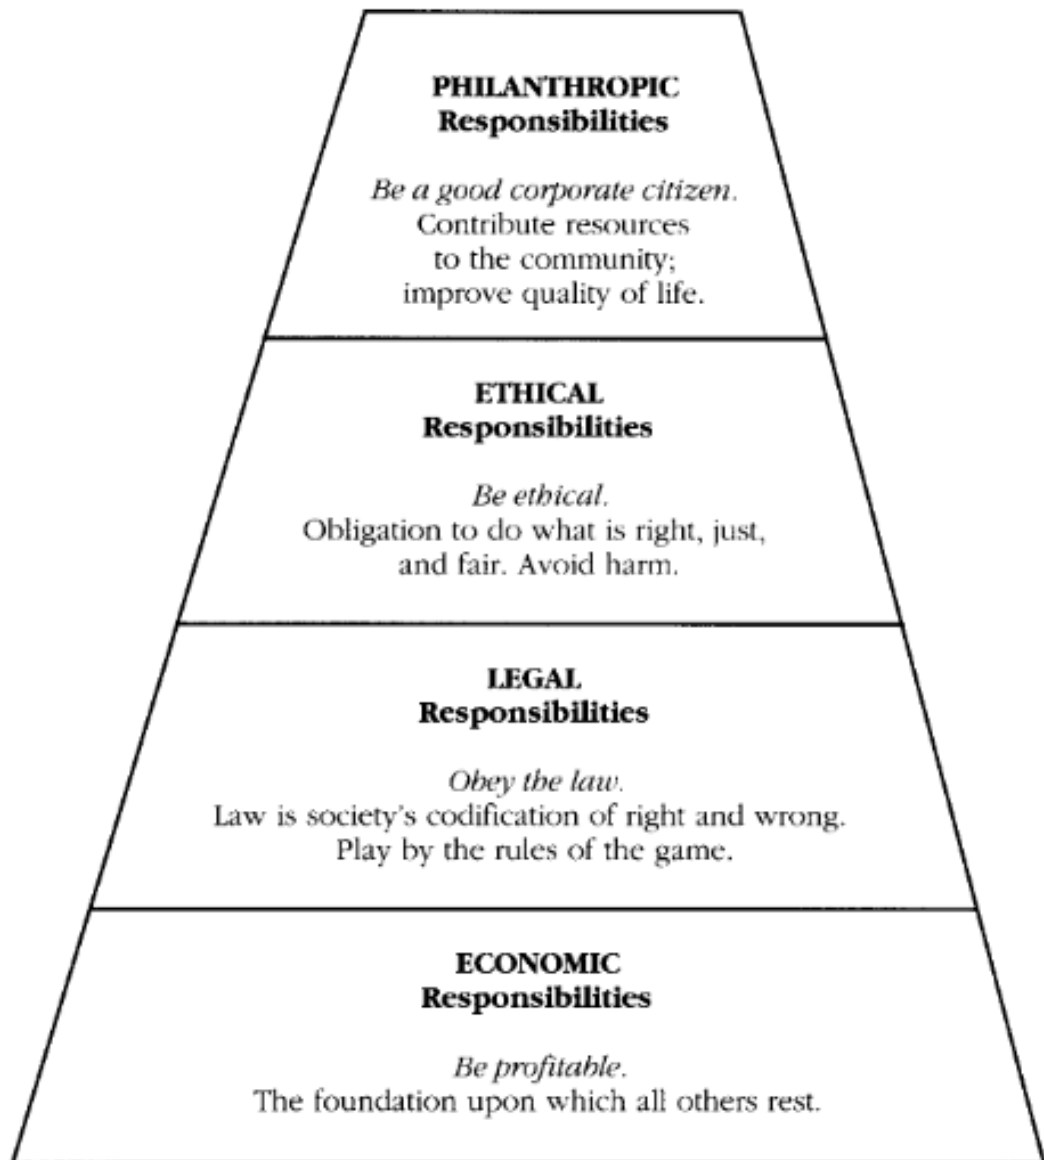 PHILANTHROPIC
Responsibilities
Be a good corporate citizen.
Contribute resources
to the community;
improve quality of life.
ETHICAL
Responsibilities
Be ethical.
Obligation to do what is right, just,
and fair. Avoid harm.
LEGAL
Responsibilities
Obey the law.
Law is society's codification of right and wrong.
Play by the rules of the game.
ECONOMIC
Responsibilities
Be profitable.
The foundation upon which all others rest.